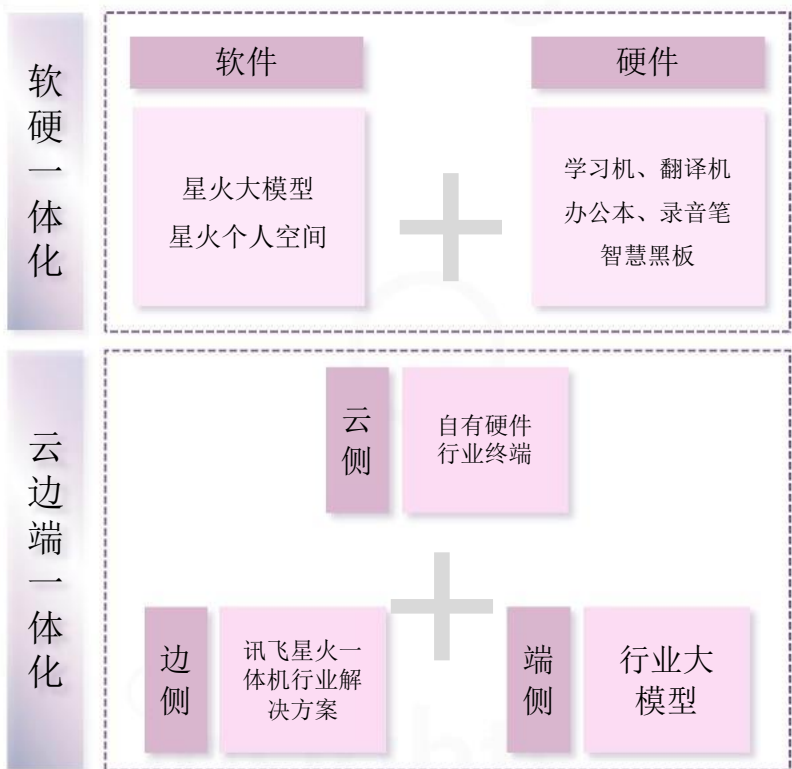 软硬一体化
软件
星火大模型
星火个人空间
硬件
学习机、翻译机
办公本、录音笔
智慧黑板
云边端一体化
云侧
自有硬件
行业终端
边侧
讯飞星火一
体机行业解
决方案
端侧
行业大
模型